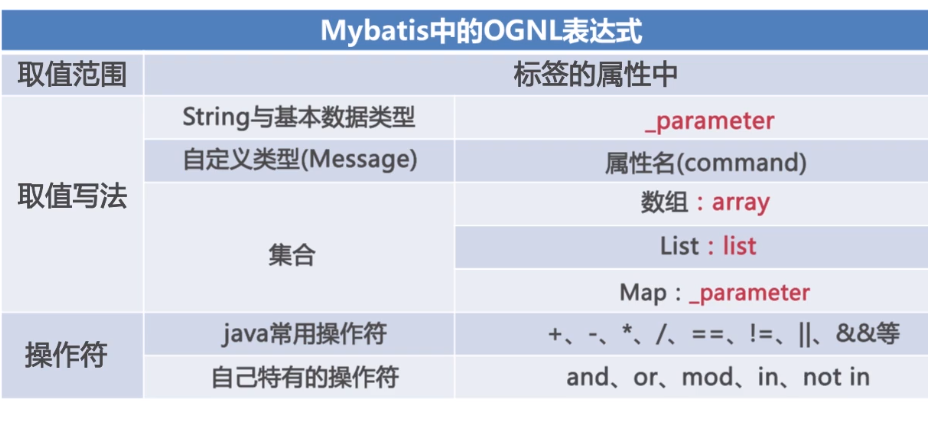 Mybatis中的OGNL表达式
取值范围
标签的属性中
取值写法
String与基本数据类型
_parameter
自定义类型(Message)
属性名(command)
集合
数组：array
List：list
Map：_parameter
操作符
java常用操作符
+、-、*、/、==、!=、||、&&等
自己特有的操作符
and、or、mod、in、not in